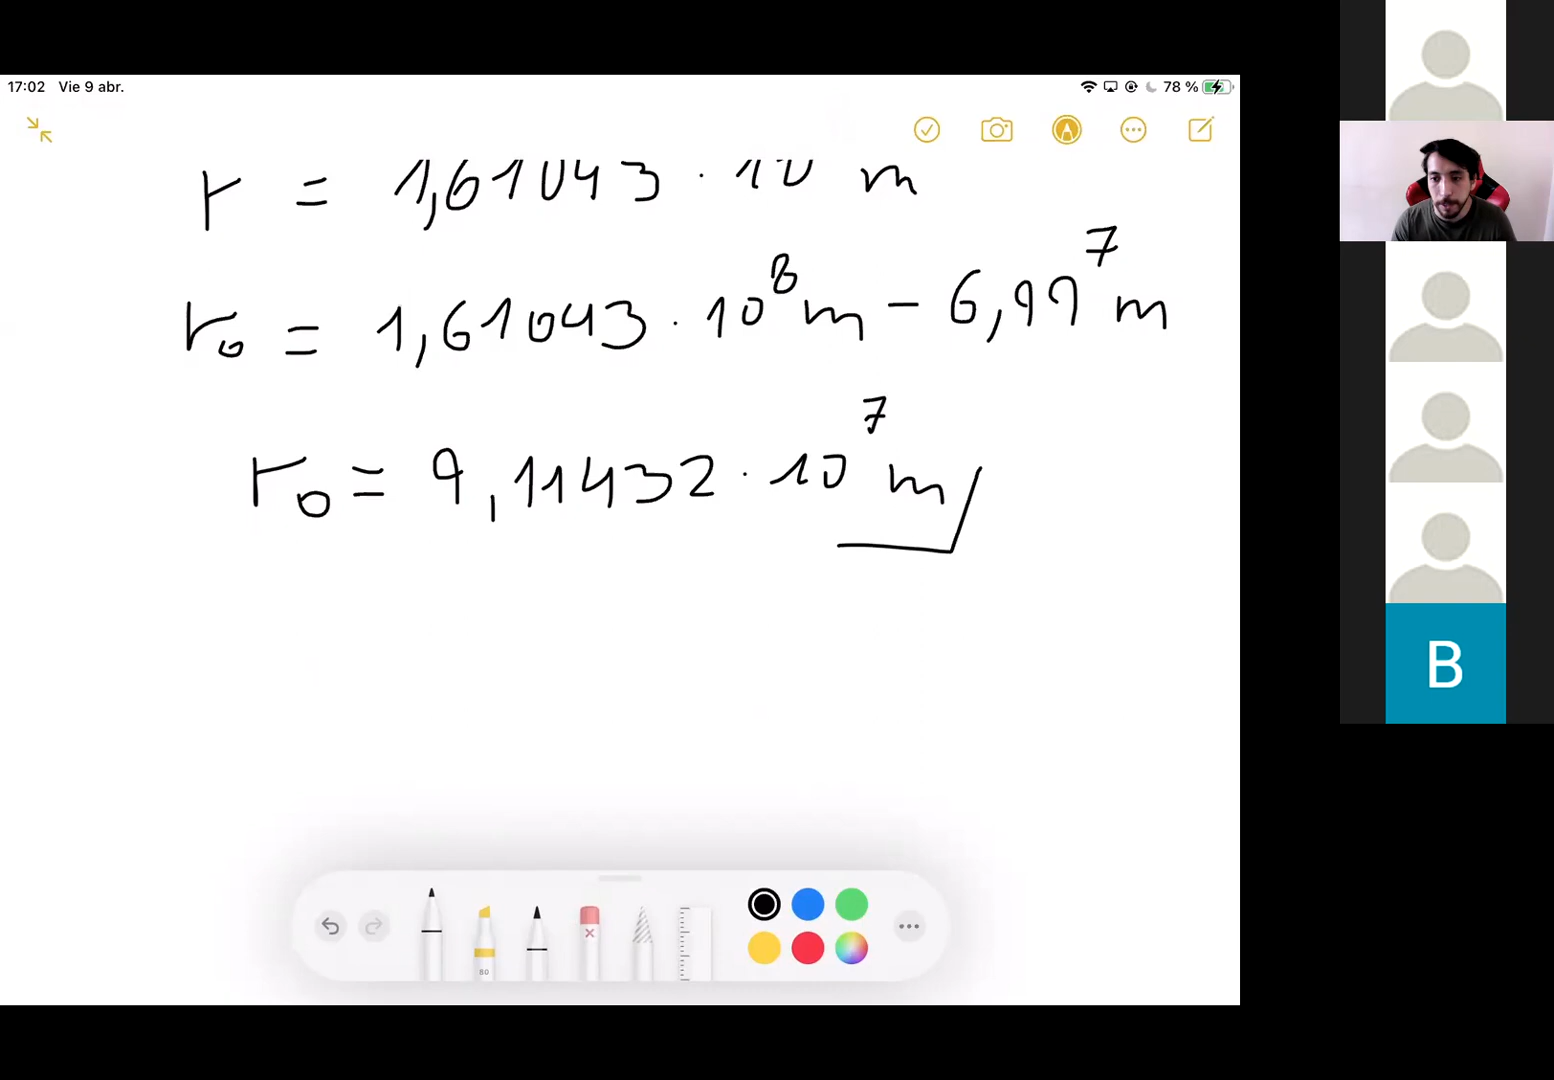 17:02 Vie 9 abr. 78 %
r = 1,61043 · 10 m
r₀ = 1,61043 · 10⁸ m – 6,99⁷ m
r₀ = 9,11432 · 10⁷ m
80
B